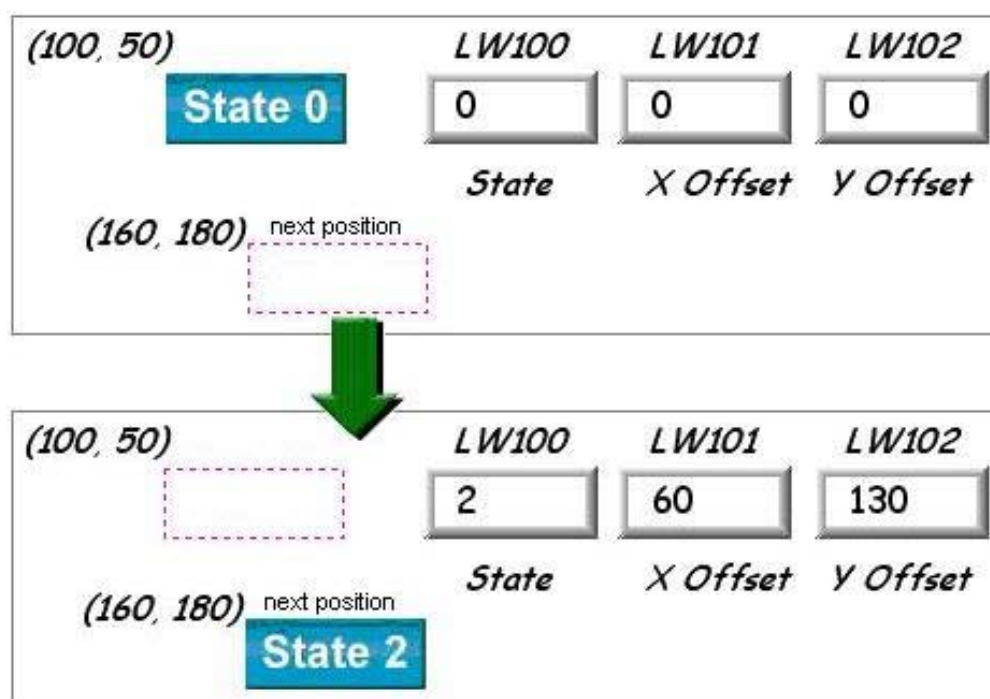 (100, 50) LW100 LW101 LW102
State 0 0 0 0
State X Offset Y Offset
(160, 180) next position
(100, 50) LW100 LW101 LW102
2 60 130
State X Offset Y Offset
(160, 180) next position
State 2